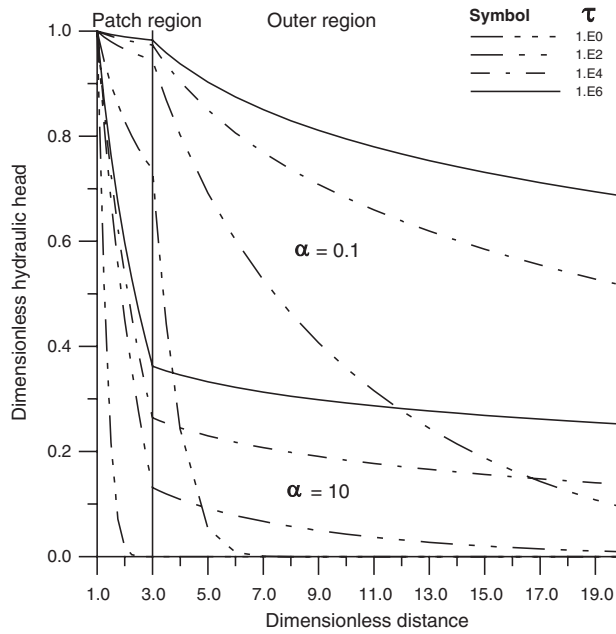 Patch region Outer region
Symbol τ
1.E0
1.E2
1.E4
1.E6
Dimensionless hydraulic head
1.0
0.8
0.6
0.4
0.2
0.0
α = 0.1
α = 10
1.0 3.0 5.0 7.0 9.0 11.0 13.0 15.0 17.0 19.0
Dimensionless distance